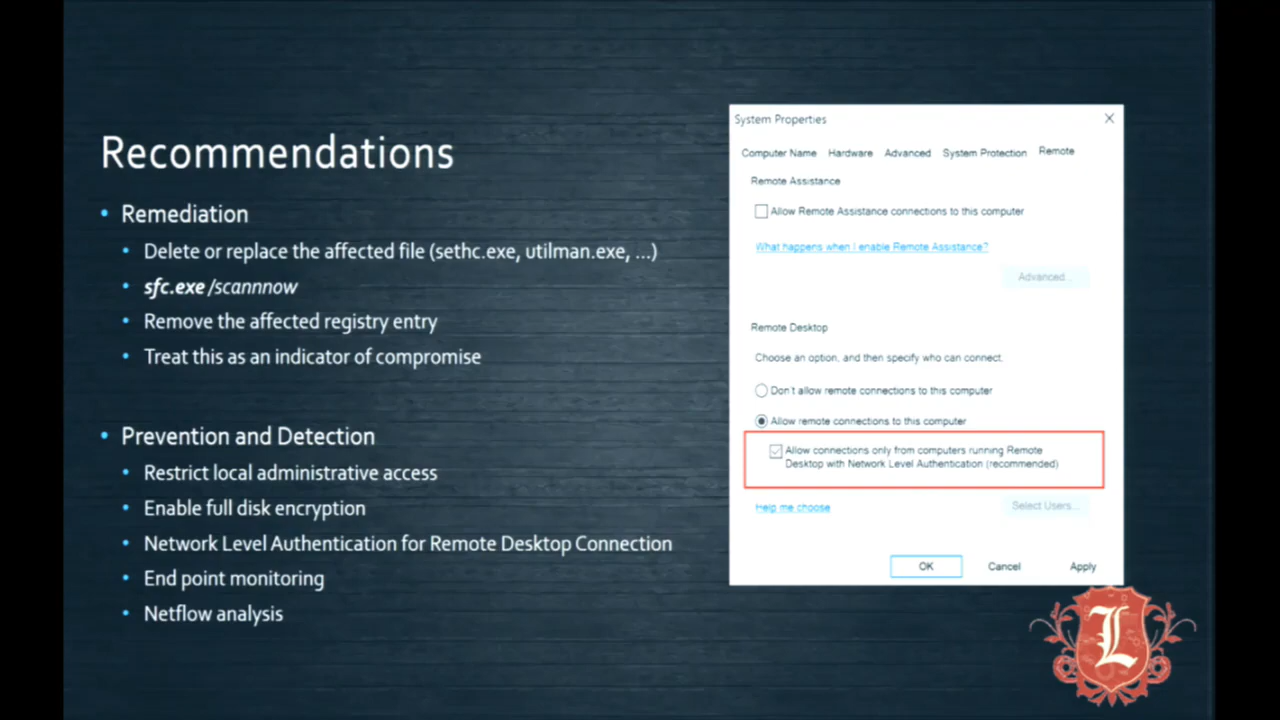 Recommendations
Remediation
Delete or replace the affected file (sethc.exe, utilman.exe, ...)
sfc.exe /scannnow
Remove the affected registry entry
Treat this as an indicator of compromise
Prevention and Detection
Restrict local administrative access
Enable full disk encryption
Network Level Authentication for Remote Desktop Connection
End point monitoring
Netflow analysis
System Properties
Computer Name Hardware Advanced System Protection Remote
Remote Assistance
Allow Remote Assistance connections to this computer
What happens when I enable Remote Assistance?
Advanced...
Remote Desktop
Choose an option, and then specify who can connect.
Don't allow remote connections to this computer
Allow remote connections to this computer
Allow connections only from computers running Remote
Desktop with Network Level Authentication (recommended)
Help me choose
Select Users...
OK Cancel Apply
L